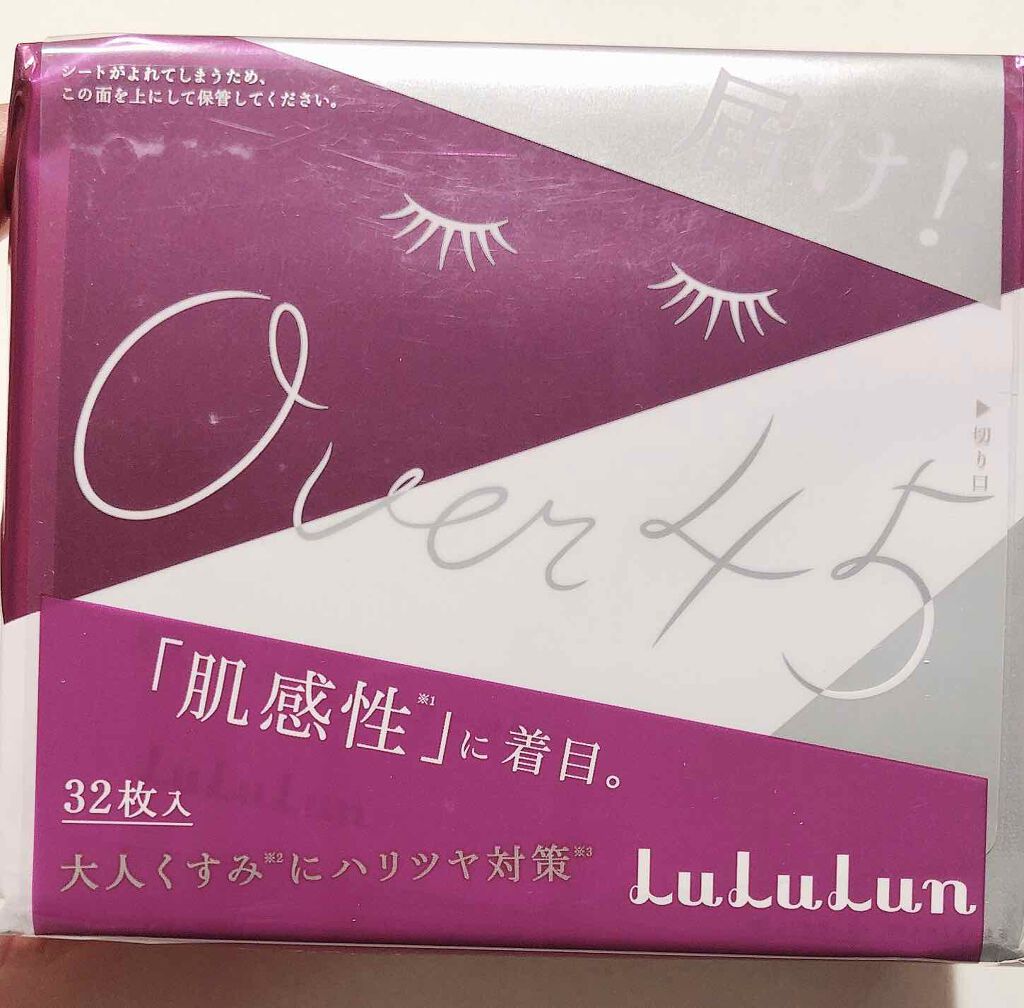 シートがよれてしまうため、
この面を上にして保管してください。
届け!
Over45
▶切り口
「肌感性※1」に着目。
32枚入
大人くすみ※2にハリツヤ対策※3
LuLuLun